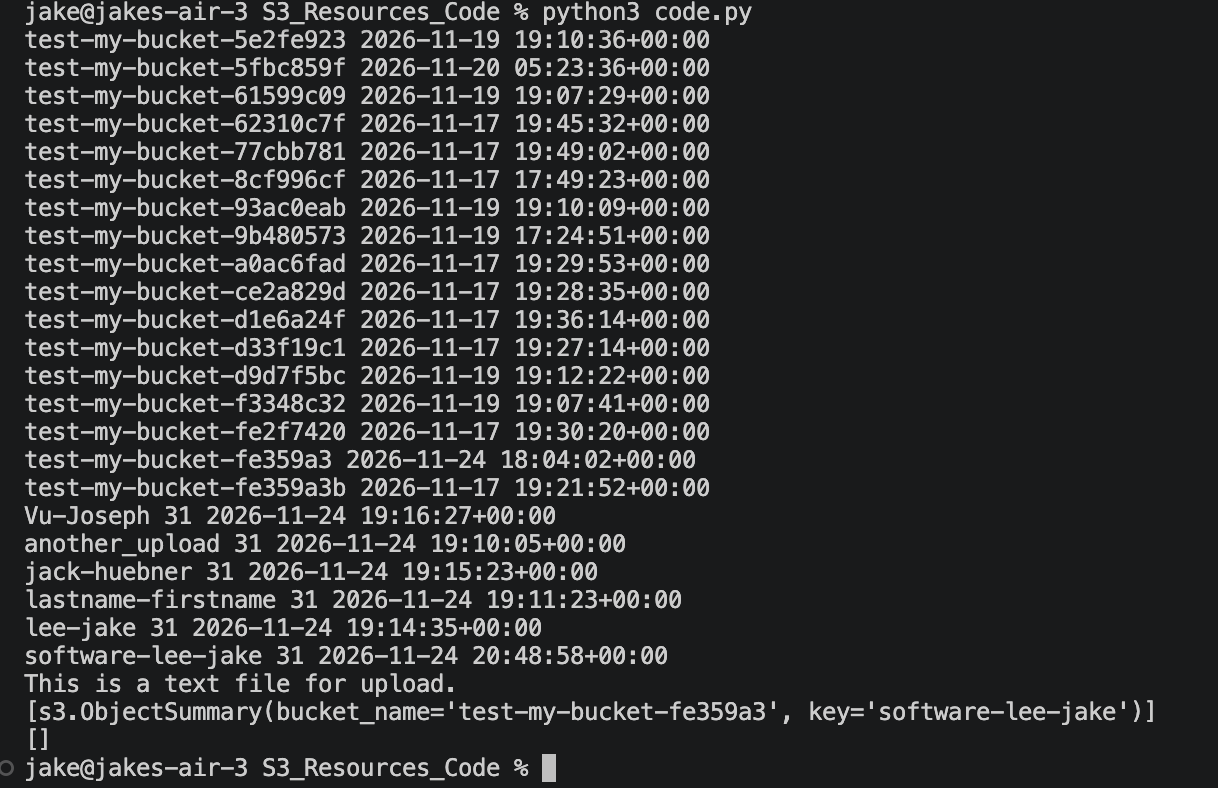 jake@jakes-air-3 S3_Resources_Code % python3 code.py
test-my-bucket-5e2fe923 2026-11-19 19:10:36+00:00
test-my-bucket-5fbc859f 2026-11-20 05:23:36+00:00
test-my-bucket-61599c09 2026-11-19 19:07:29+00:00
test-my-bucket-62310c7f 2026-11-17 19:45:32+00:00
test-my-bucket-77cbb781 2026-11-17 19:49:02+00:00
test-my-bucket-8cf996cf 2026-11-17 17:49:23+00:00
test-my-bucket-93ac0eab 2026-11-19 19:10:09+00:00
test-my-bucket-9b480573 2026-11-19 17:24:51+00:00
test-my-bucket-a0ac6fad 2026-11-17 19:29:53+00:00
test-my-bucket-ce2a829d 2026-11-17 19:28:35+00:00
test-my-bucket-d1e6a24f 2026-11-17 19:36:14+00:00
test-my-bucket-d33f19c1 2026-11-17 19:27:14+00:00
test-my-bucket-d9d7f5bc 2026-11-19 19:12:22+00:00
test-my-bucket-f3348c32 2026-11-19 19:07:41+00:00
test-my-bucket-fe2f7420 2026-11-17 19:30:20+00:00
test-my-bucket-fe359a3 2026-11-24 18:04:02+00:00
test-my-bucket-fe359a3b 2026-11-17 19:21:52+00:00
Vu-Joseph 31 2026-11-24 19:16:27+00:00
another_upload 31 2026-11-24 19:10:05+00:00
jack-huebner 31 2026-11-24 19:15:23+00:00
lastname-firstname 31 2026-11-24 19:11:23+00:00
lee-jake 31 2026-11-24 19:14:35+00:00
software-lee-jake 31 2026-11-24 20:48:58+00:00
This is a text file for upload.
[s3.ObjectSummary(bucket_name='test-my-bucket-fe359a3', key='software-lee-jake')]
[]
jake@jakes-air-3 S3_Resources_Code %